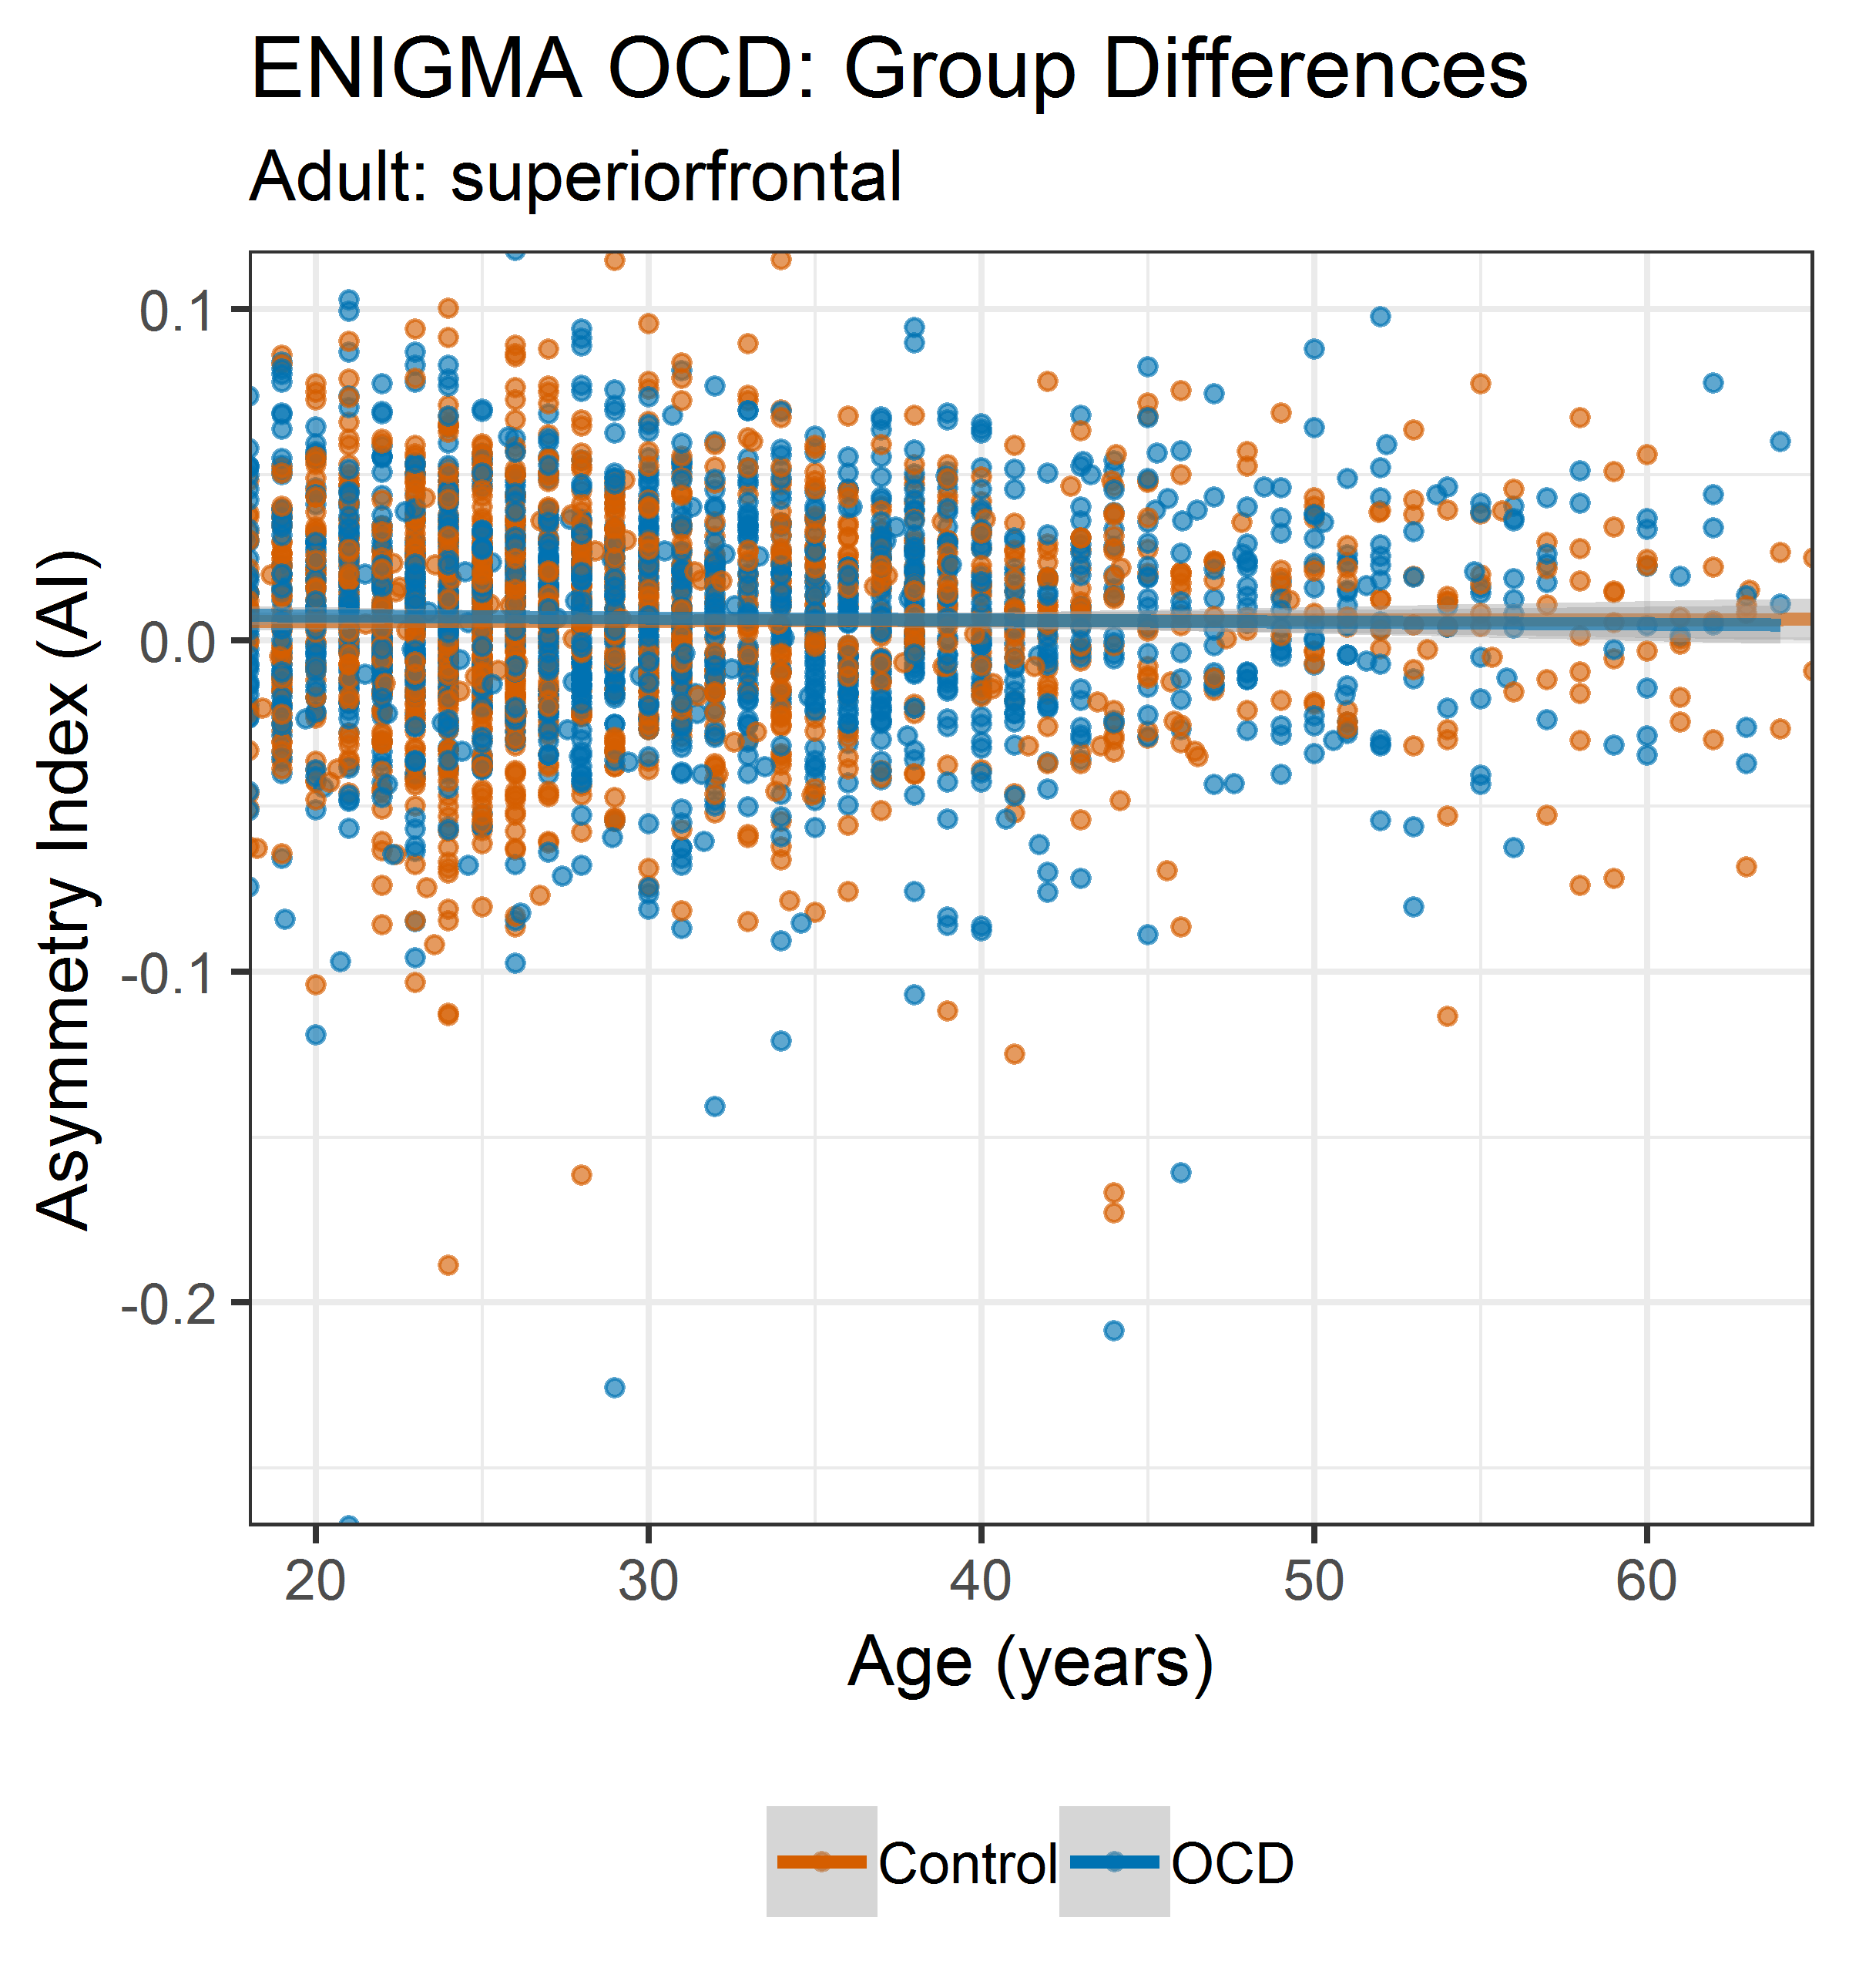 ENIGMA OCD: Group Differences
Adult: superiorfrontal
Asymmetry Index (AI)
0.1
0.0
-0.1
-0.2
20 30 40 50 60
Age (years)
Control OCD